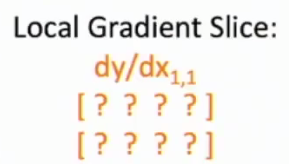 Local Gradient Slice:
dy/dx₁,₁
[ ? ? ? ? ]
[ ? ? ? ? ]